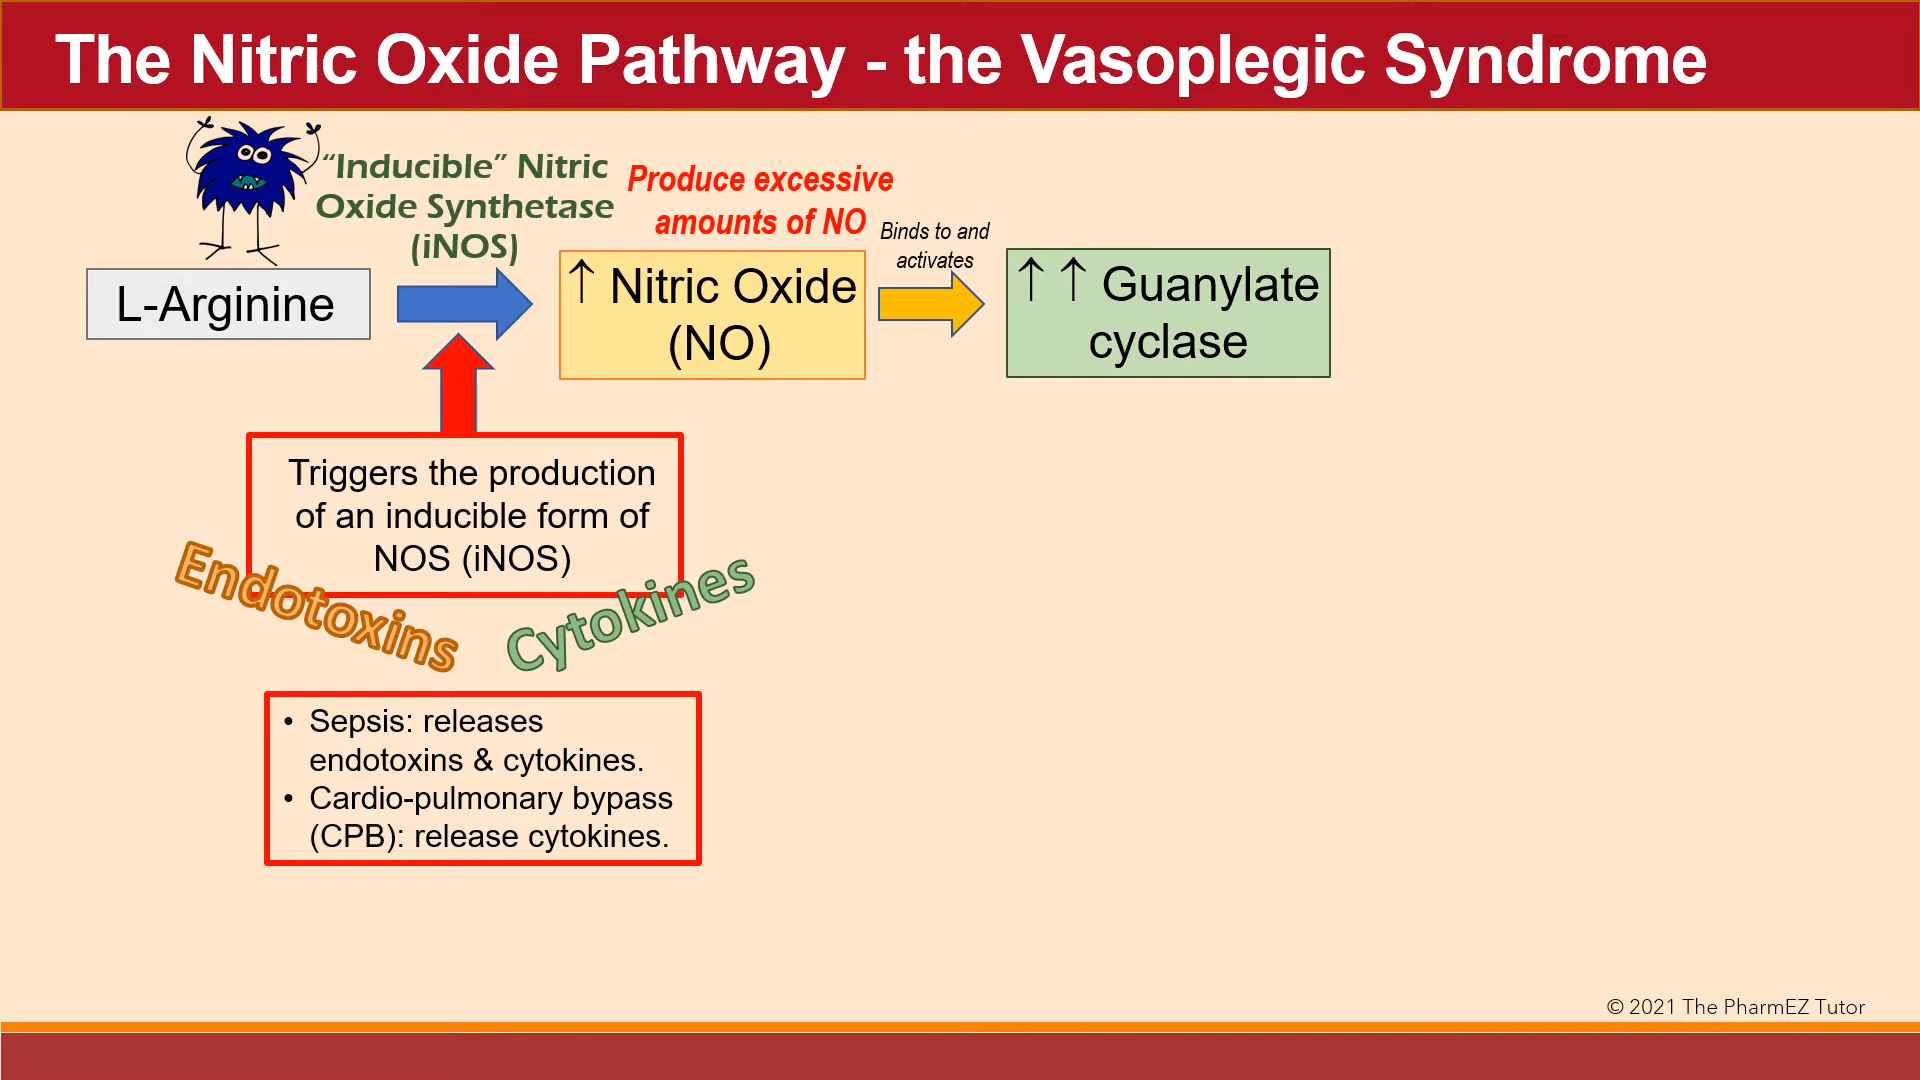 The Nitric Oxide Pathway - the Vasoplegic Syndrome
“Inducible” Nitric
Oxide Synthetase
(iNOS)
Produce excessive
amounts of NO
Binds to and
activates
L-Arginine
↑ Nitric Oxide
(NO)
↑ ↑ Guanylate
cyclase
Triggers the production
of an inducible form of
NOS (iNOS)
Endotoxins
Cytokines
• Sepsis: releases
endotoxins & cytokines.
• Cardio-pulmonary bypass
(CPB): release cytokines.
© 2021 The PharmEZ Tutor